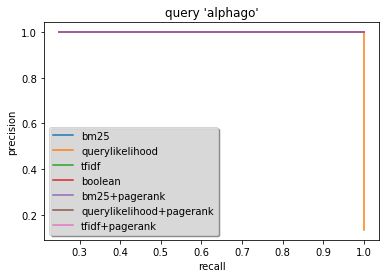 query 'alphago'
precision
1.0
0.8
0.6
0.4
0.2
bm25
querylikelihood
tfidf
boolean
bm25+pagerank
querylikelihood+pagerank
tfidf+pagerank
0.3 0.4 0.5 0.6 0.7 0.8 0.9 1.0
recall